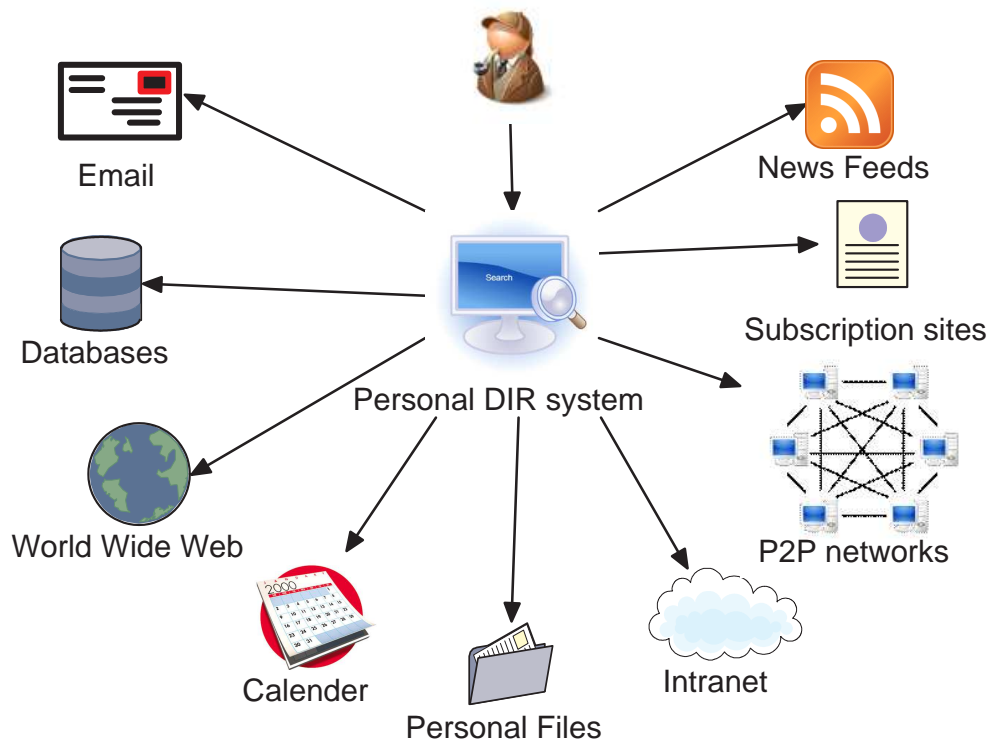 Email
News Feeds
Databases
Search
Subscription sites
Personal DIR system
World Wide Web
P2P networks
2000
Calender
Personal Files
Intranet